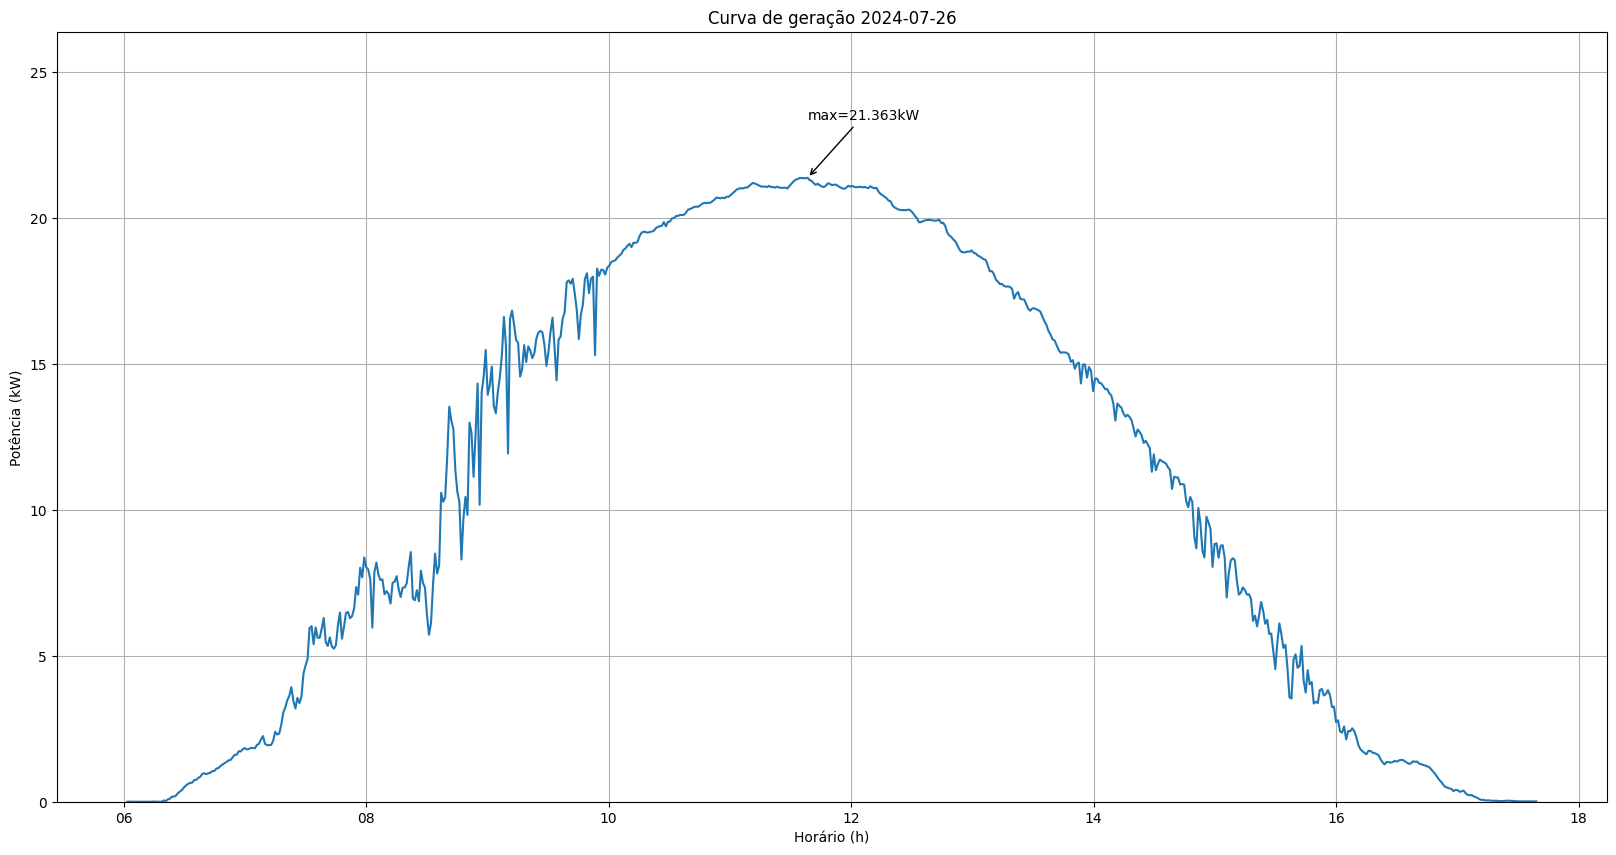 Curva de geração 2024-07-26
25
max=21.363kW
20
15
Potência (kW)
10
5
0
06 08 10 12 14 16 18
Horário (h)